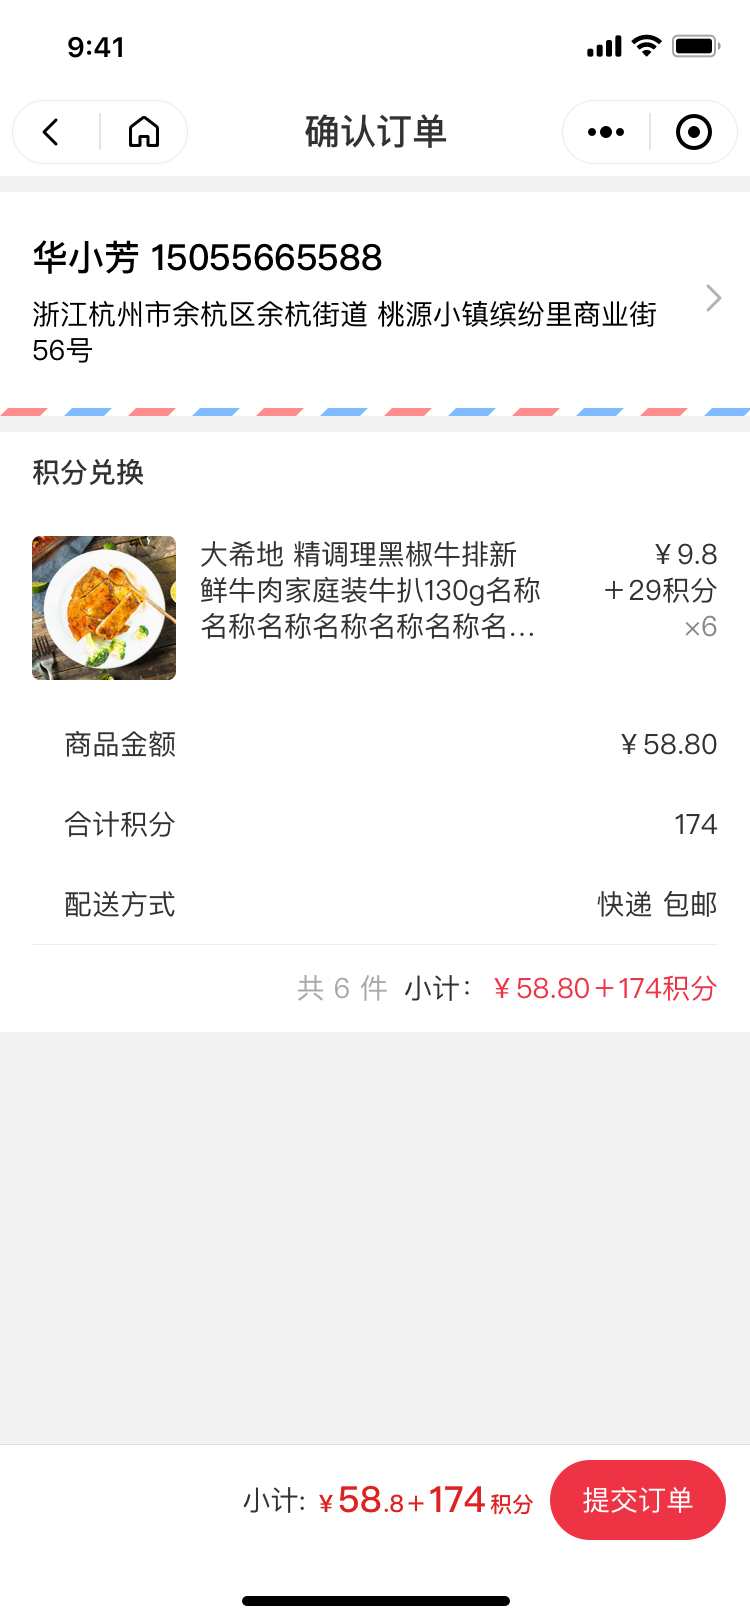 9:41
确认订单
华小芳 15055665588
浙江杭州市余杭区余杭街道 桃源小镇缤纷里商业街
56号
积分兑换
大希地 精调理黑椒牛排新
鲜牛肉家庭装牛扒130g名称
名称名称名称名称名称名...
¥9.8
+29积分
×6
商品金额 ¥58.80
合计积分 174
配送方式 快递 包邮
共 6 件 小计： ¥58.80+174积分
小计: ¥58.8+174积分 提交订单